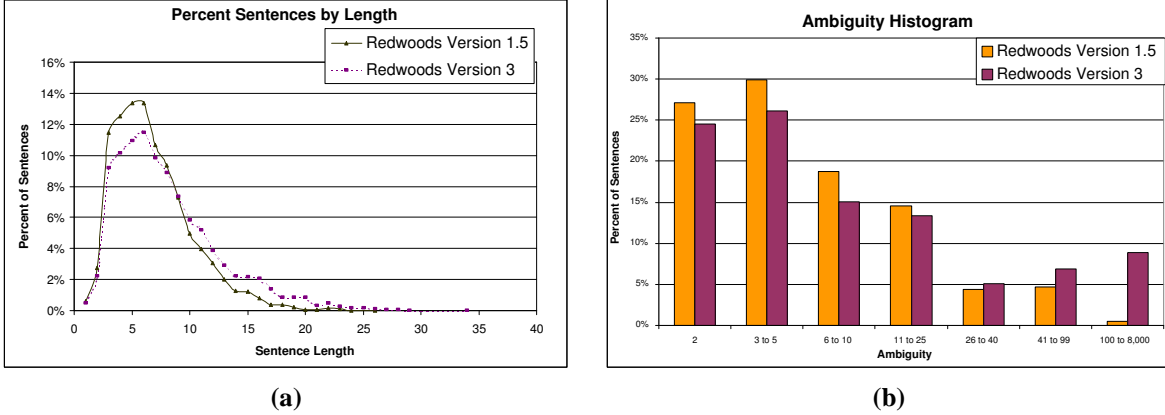 Percent Sentences by Length
Redwoods Version 1.5
Redwoods Version 3
Percent of Sentences
16%
14%
12%
10%
8%
6%
4%
2%
0%
0 5 10 15 20 25 30 35 40
Sentence Length
(a)
Ambiguity Histogram
Redwoods Version 1.5
Redwoods Version 3
Percent of Sentences
35%
30%
25%
20%
15%
10%
5%
0%
2 3 to 5 6 to 10 11 to 25 26 to 40 41 to 99 100 to 8,000
Ambiguity
(b)